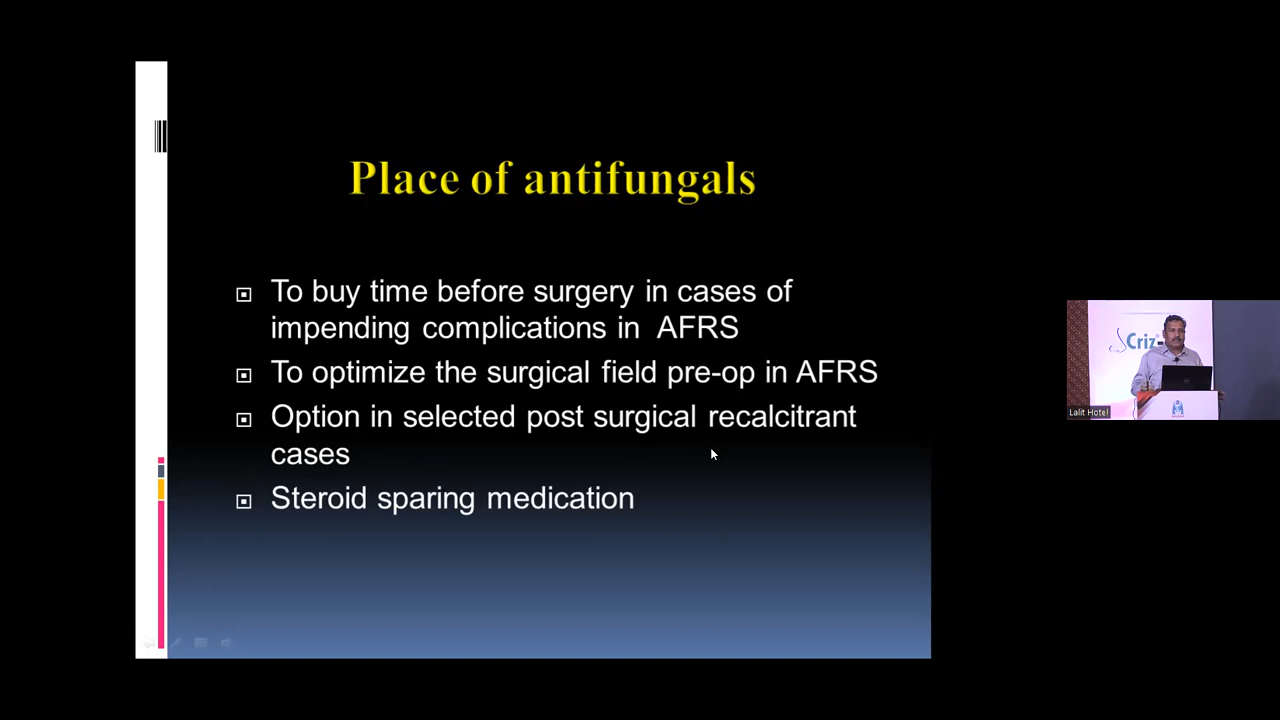 Place of antifungals
To buy time before surgery in cases of
impending complications in AFRS
To optimize the surgical field pre-op in AFRS
Option in selected post surgical recalcitrant
cases
Steroid sparing medication
Criz
Lalit Hotel